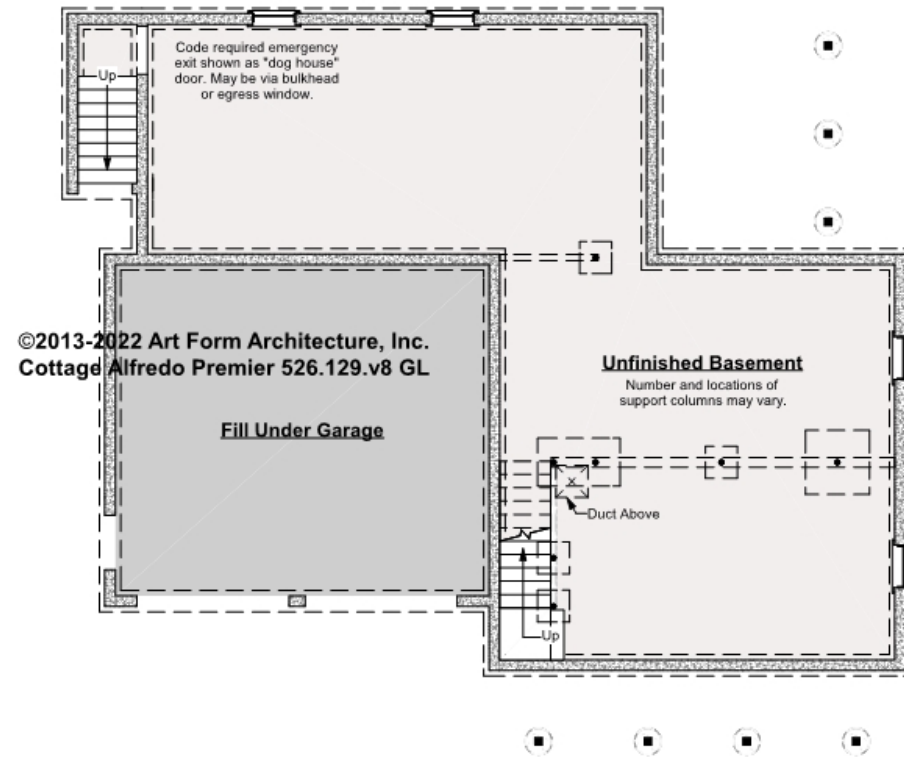 Code required emergency
exit shown as "dog house"
door. May be via bulkhead
or egress window.
Up
©2013-2022 Art Form Architecture, Inc.
Cottage Alfredo Premier 526.129.v8 GL
Unfinished Basement
Number and locations of
support columns may vary.
Fill Under Garage
Duct Above
Up